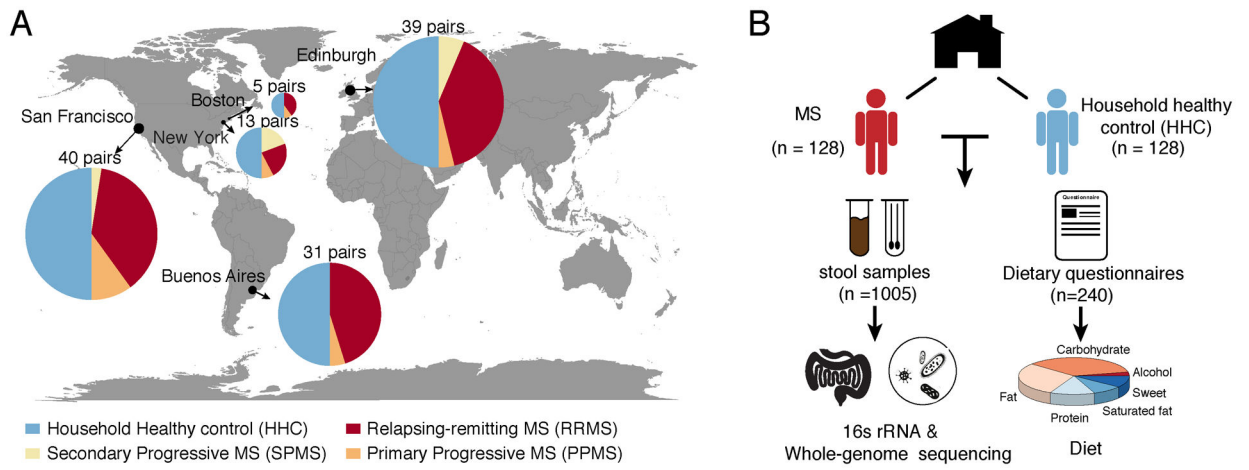 A
39 pairs
Edinburgh
5 pairs
Boston
San Francisco
13 pairs
New York
40 pairs
31 pairs
Buenos Aires
Household Healthy control (HHC)
Relapsing-remitting MS (RRMS)
Secondary Progressive MS (SPMS)
Primary Progressive MS (PPMS)
B
MS
(n = 128)
Household healthy
control (HHC)
(n = 128)
Questionnaire
stool samples
(n =1005)
Dietary questionnaires
(n=240)
Carbohydrate
Alcohol
Sweet
Saturated fat
Protein
Fat
16s rRNA &
Whole-genome sequencing
Diet